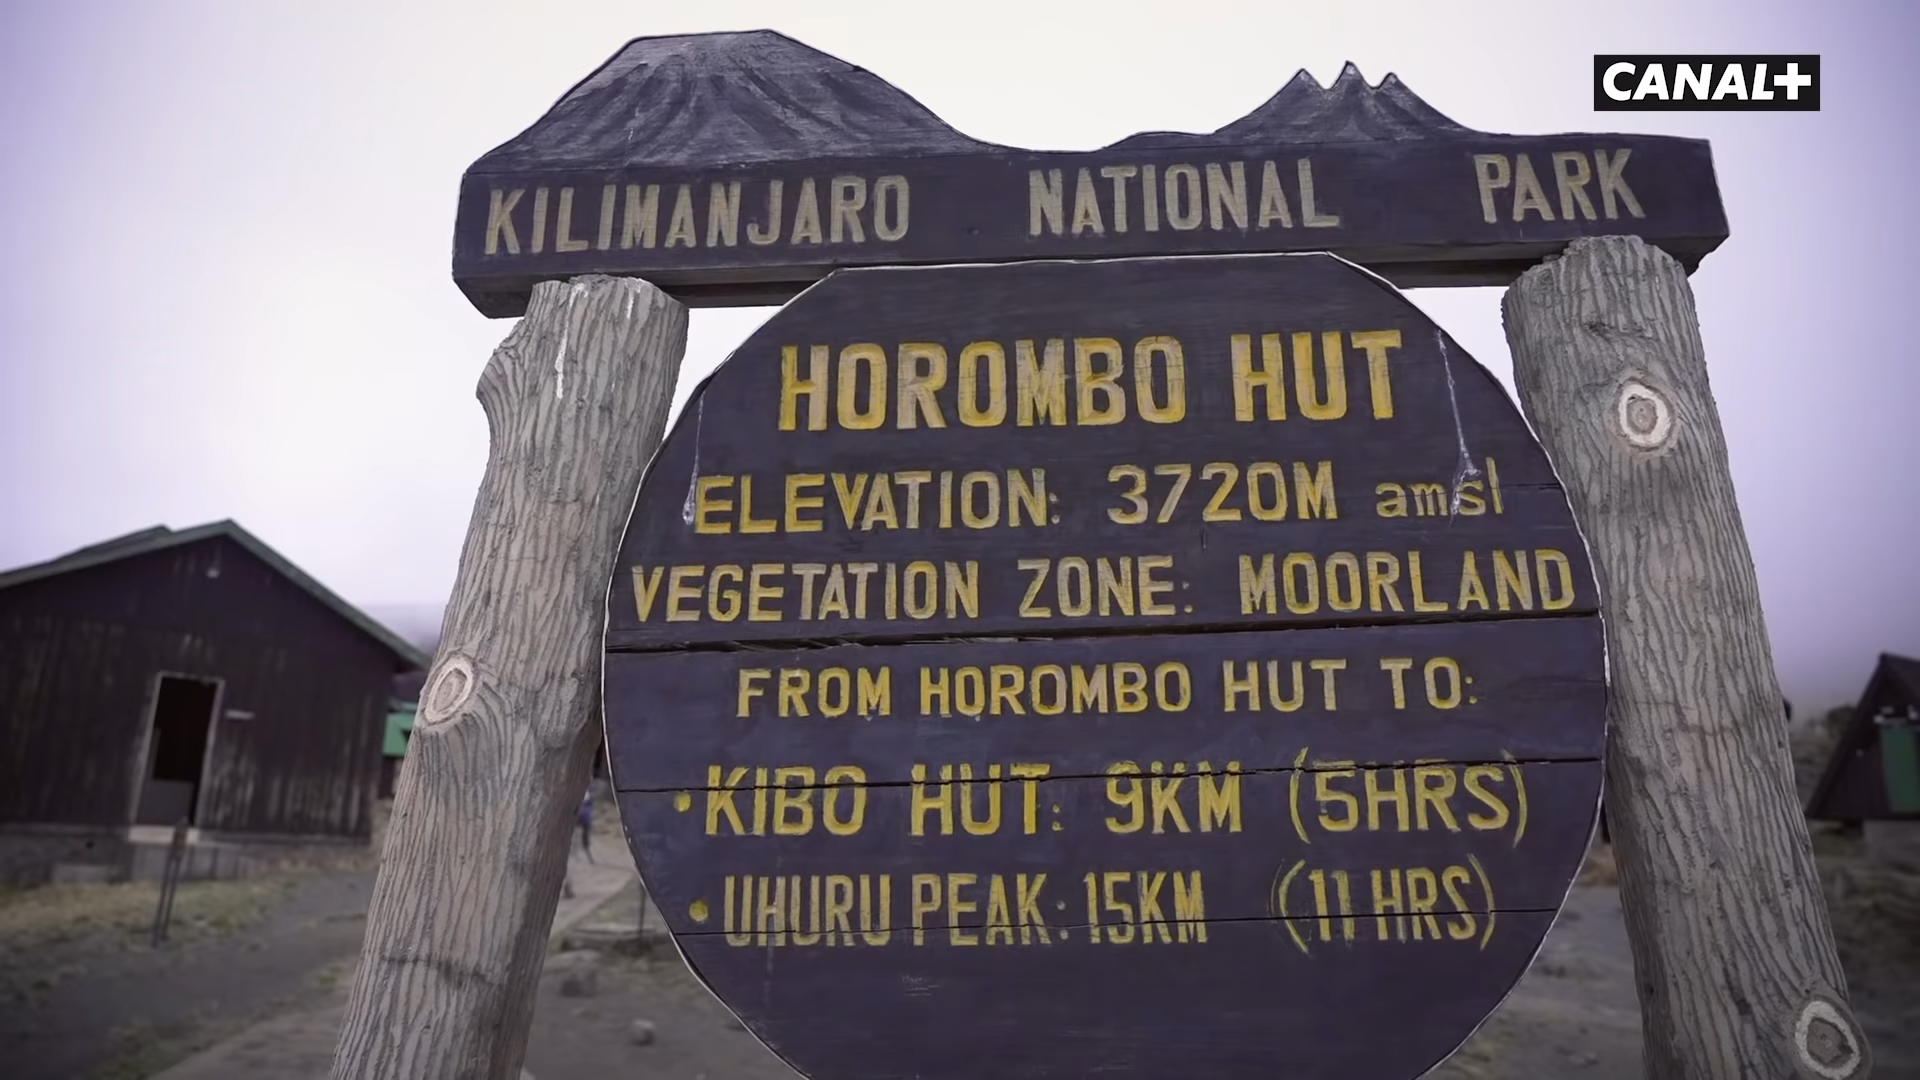 CANAL+
KILIMANJARO NATIONAL PARK
HOROMBO HUT
ELEVATION: 3720M amsl
VEGETATION ZONE: MOORLAND
FROM HOROMBO HUT TO:
• KIBO HUT: 9KM (5HRS)
• UHURU PEAK: 15KM (11 HRS)